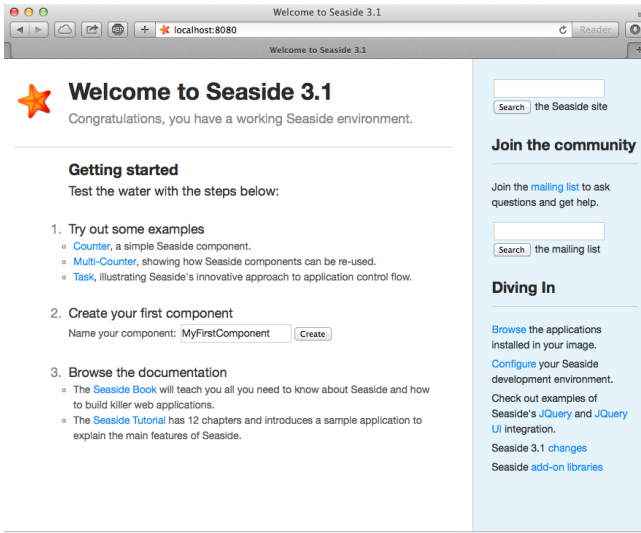 Welcome to Seaside 3.1
localhost:8080
Reader
Welcome to Seaside 3.1
Welcome to Seaside 3.1
Congratulations, you have a working Seaside environment.
Getting started
Test the water with the steps below:
1. Try out some examples
Counter, a simple Seaside component.
Multi-Counter, showing how Seaside components can be re-used.
Task, illustrating Seaside's innovative approach to application control flow.
2. Create your first component
Name your component: MyFirstComponent Create
3. Browse the documentation
The Seaside Book will teach you all you need to know about Seaside and how
to build killer web applications.
The Seaside Tutorial has 12 chapters and introduces a sample application to
explain the main features of Seaside.
Search the Seaside site
Join the community
Join the mailing list to ask
questions and get help.
Search the mailing list
Diving In
Browse the applications
installed in your image.
Configure your Seaside
development environment.
Check out examples of
Seaside's JQuery and JQuery
UI integration.
Seaside 3.1 changes
Seaside add-on libraries